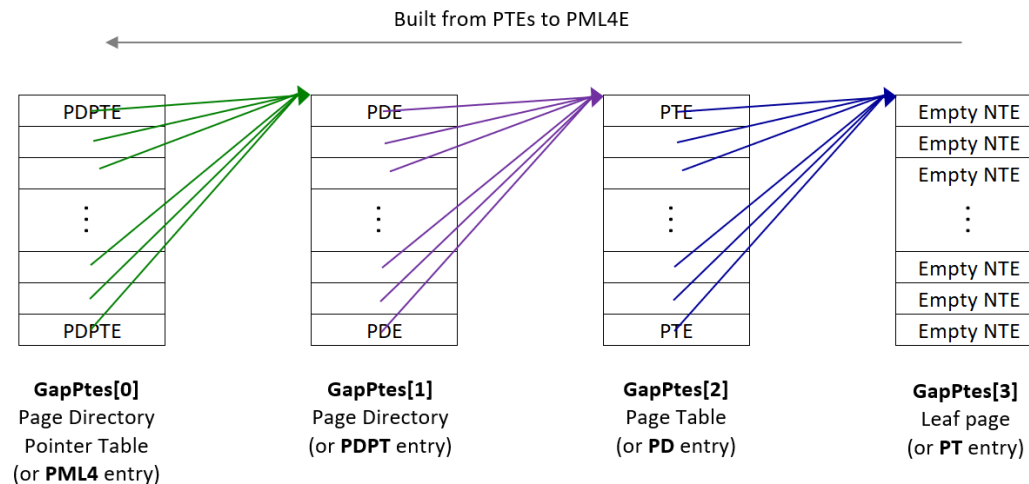 Built from PTEs to PML4E
PDPTE
PDPTE
GapPtes[0]
Page Directory
Pointer Table
(or PML4 entry)
PDE
PDE
GapPtes[1]
Page Directory
(or PDPT entry)
PTE
PTE
GapPtes[2]
Page Table
(or PD entry)
Empty NTE
Empty NTE
Empty NTE
Empty NTE
Empty NTE
Empty NTE
GapPtes[3]
Leaf page
(or PT entry)